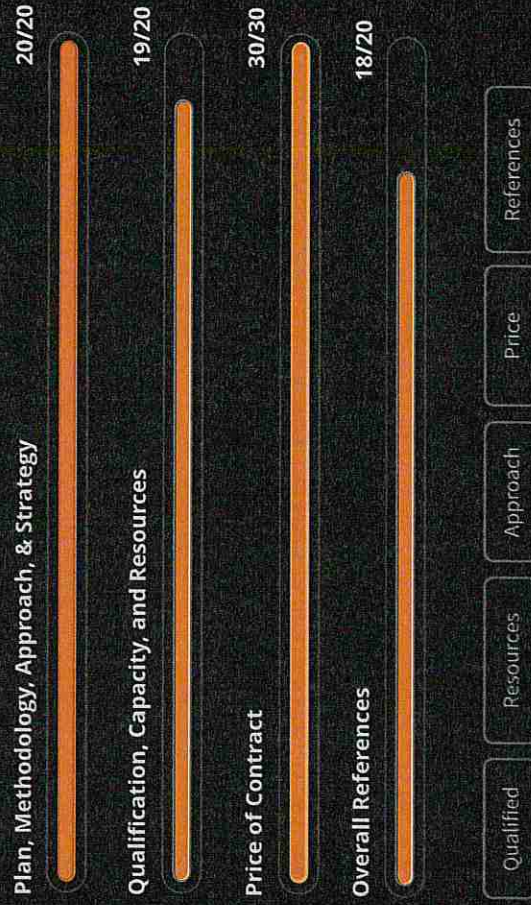 Plan, Methodology, Approach, & Strategy
20/20
Qualification, Capacity, and Resources
19/20
Price of Contract
30/30
Overall References
18/20
Qualified
Resources
Approach
Price
References